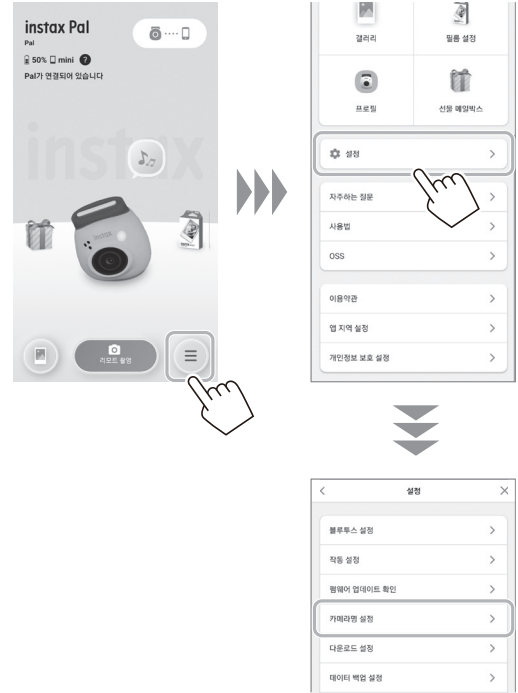 instax Pal
Pal
50% mini ?
Pal가 연결되어 있습니다
instax
instax
리모트 촬영
갤러리
필름 설정
프로필
선물 메일박스
설정
자주하는 질문
사용법
OSS
이용약관
앱 지역 설정
개인정보 보호 설정
설정
블루투스 설정
작동 설정
펌웨어 업데이트 확인
카메라명 설정
다운로드 설정
데이터 백업 설정